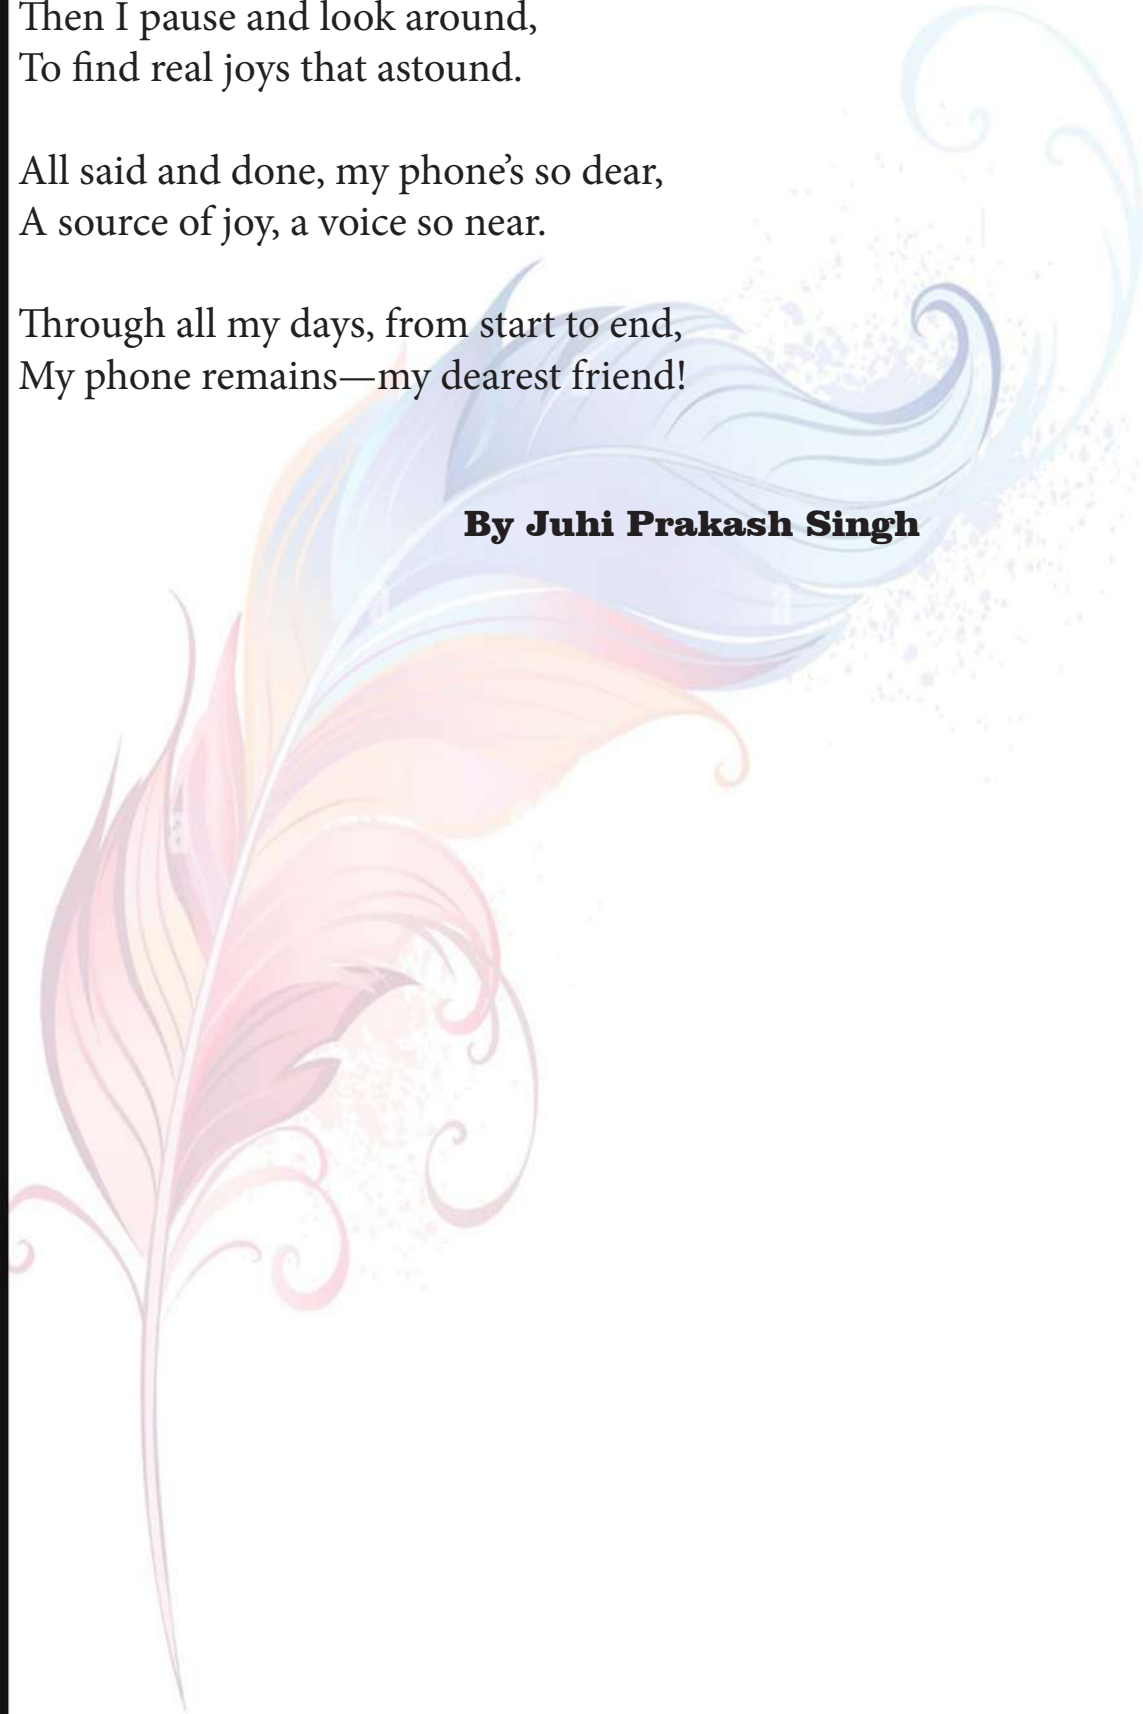 Then I pause and look around,
To find real joys that astound.
All said and done, my phone’s so dear,
A source of joy, a voice so near.
Through all my days, from start to end,
My phone remains—my dearest friend!
By Juhi Prakash Singh
a
a
a